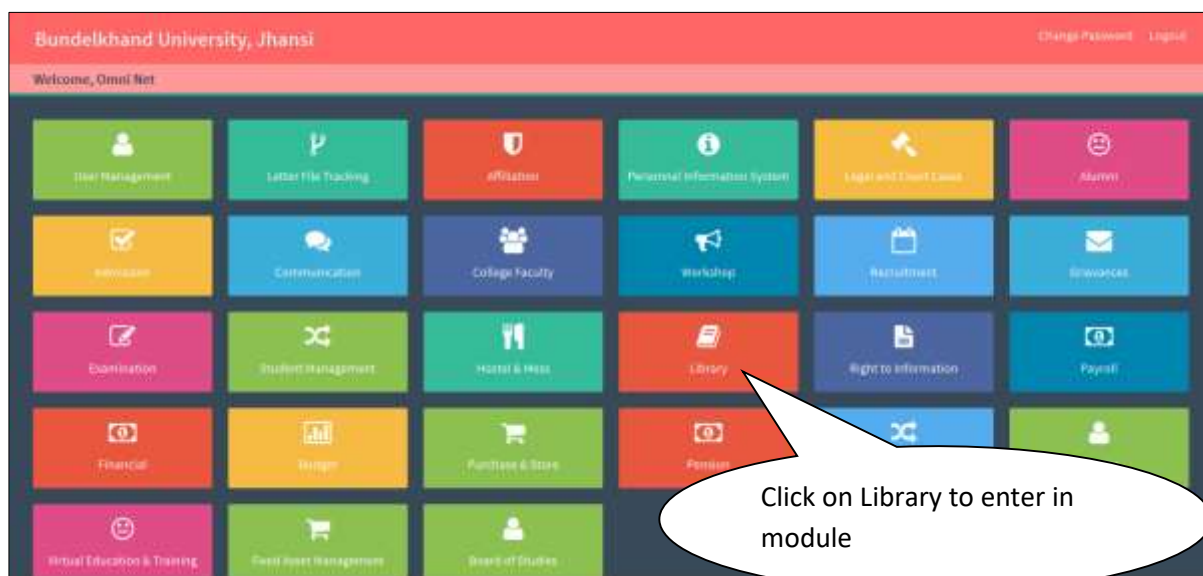 Bundelkhand University, Jhansi
Change Password Logout
Welcome, Omni Net
User Management
Letter File Tracking
Affiliation
Personnal Information System
Legal and Court Cases
Alumni
Admission
Communication
College Faculty
Workshop
Recruitment
Grievances
Examination
Student Management
Hostel & Mess
Library
Right to Information
Payroll
Financial
Budget
Purchase & Store
Pension
Click on Library to enter in
module
Virtual Education & Training
Fixed Asset Management
Board of Studies